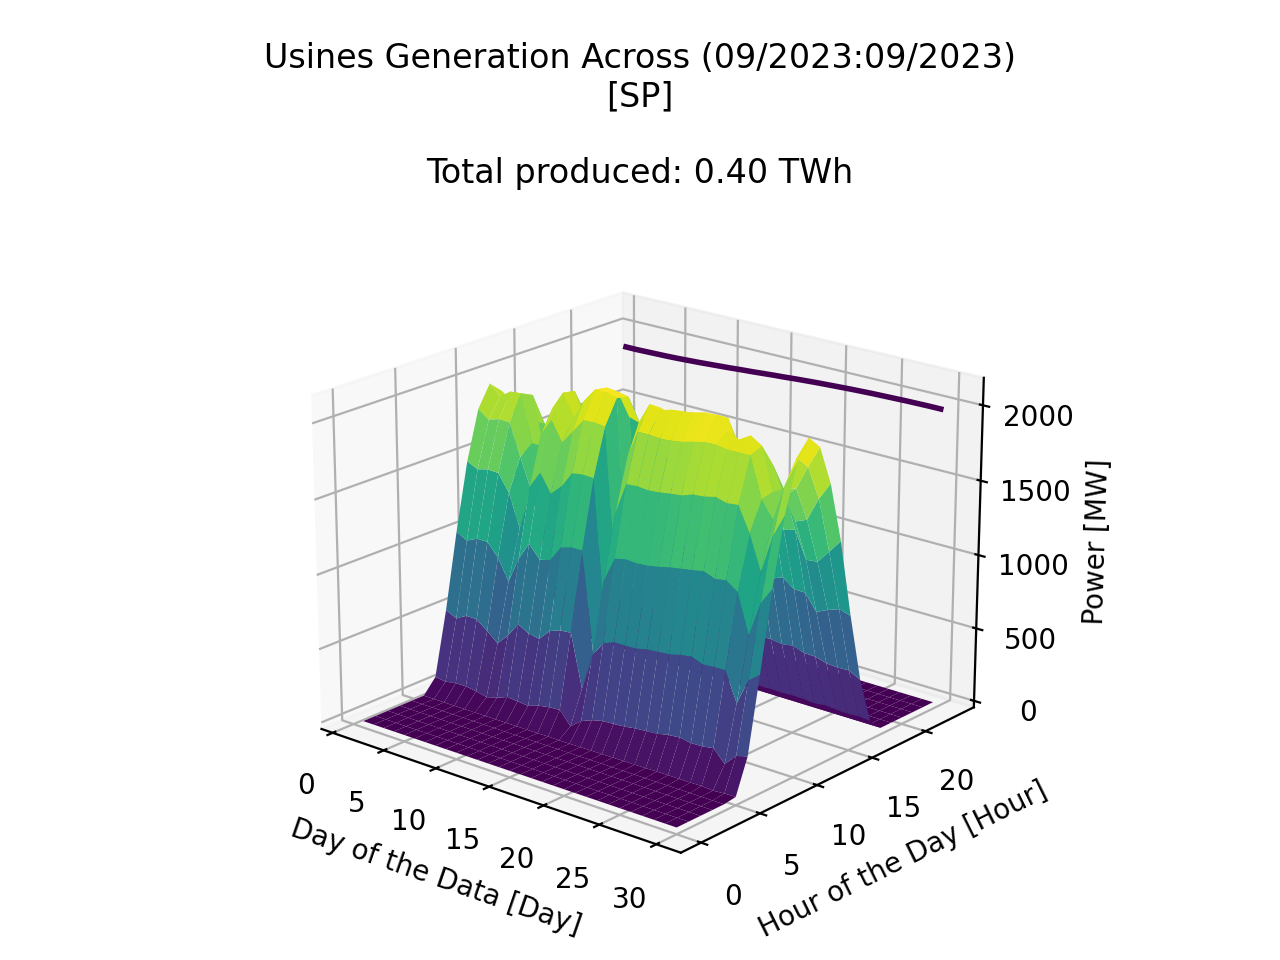 Usines Generation Across (09/2023:09/2023)
[SP]
Total produced: 0.40 TWh
2000
1500
1000
500
0
Power [MW]
0
5
10
15
20
25
30
Day of the Data [Day]
0
5
10
15
20
Hour of the Day [Hour]